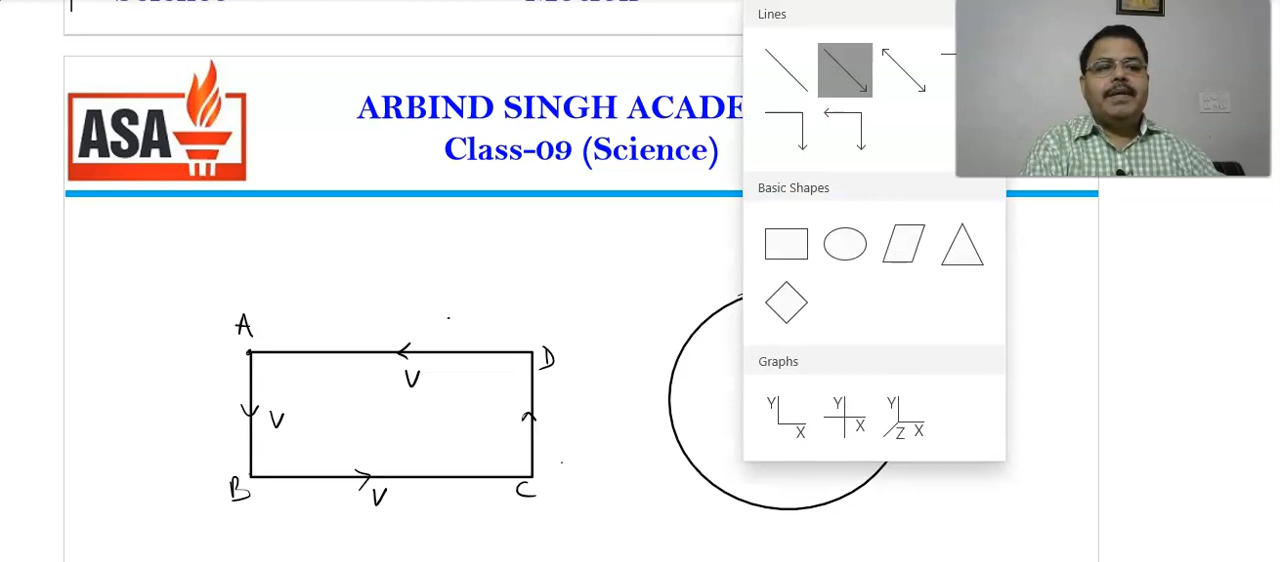 Lines
ASA
ARBIND SINGH ACADE
Class-09 (Science)
Basic Shapes
Graphs
Y
X
Y
X
Y
Z
X
A
D
V
V
V
B
C